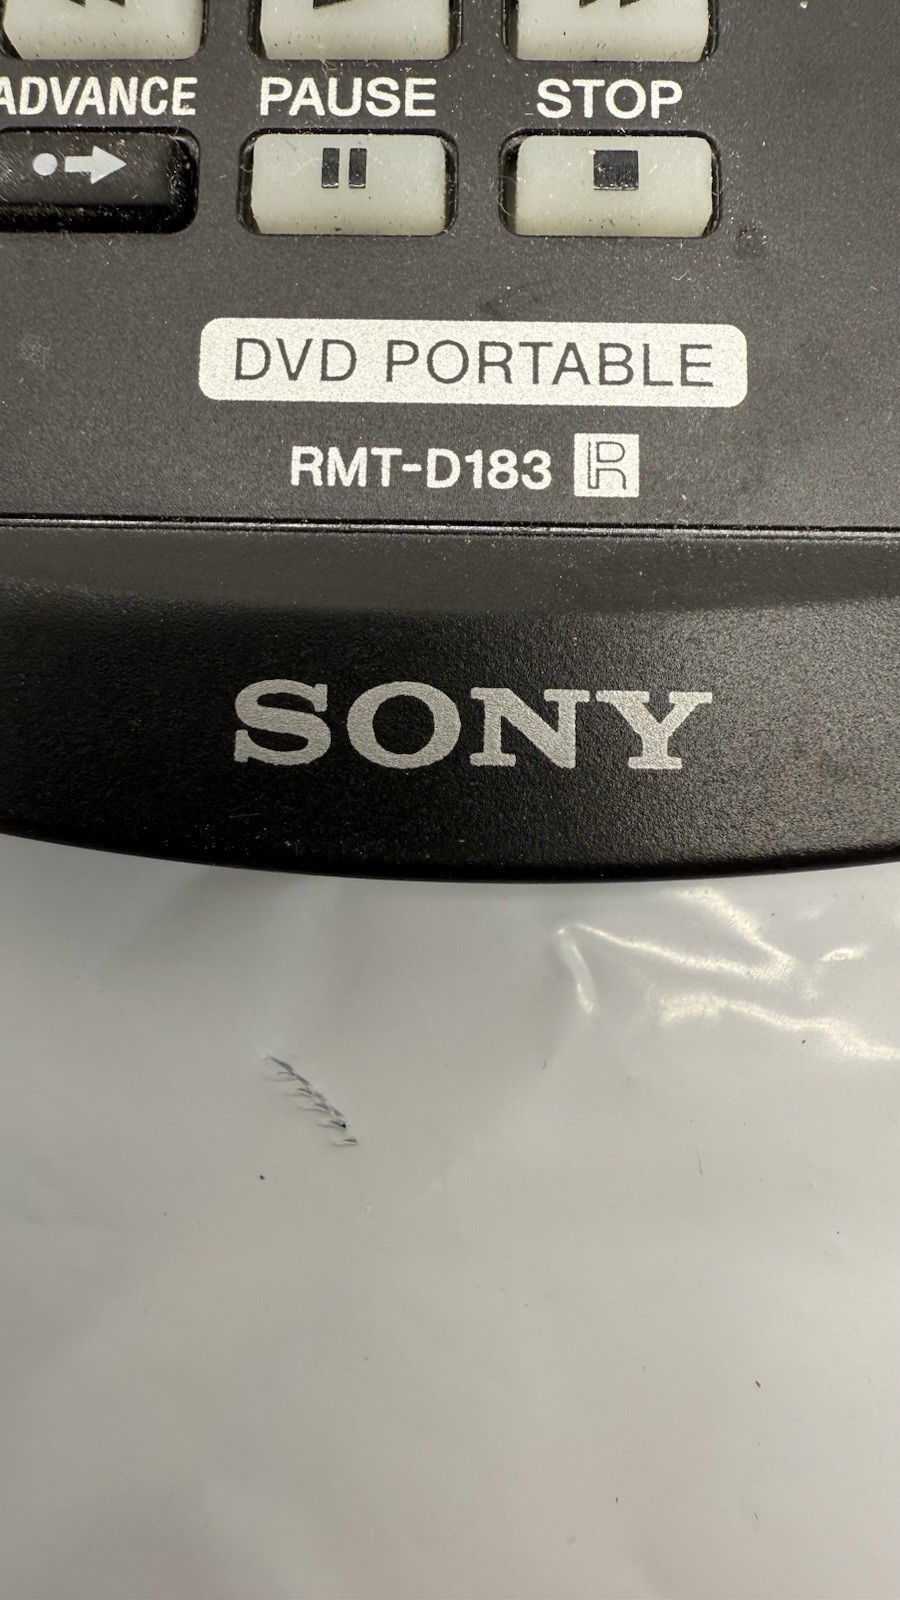 ADVANCE PAUSE STOP
DVD PORTABLE
RMT-D183 R
SONY